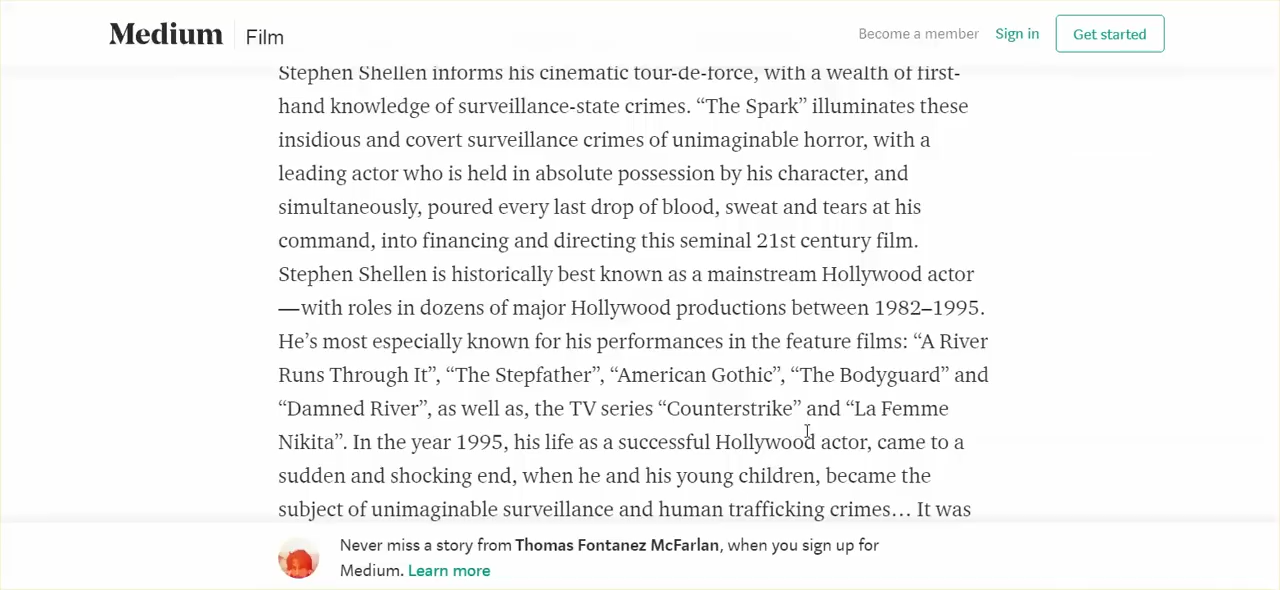 Medium Film Become a member Sign in Get started
Stephen Shellen informs his cinematic tour-de-force, with a wealth of first-
hand knowledge of surveillance-state crimes. “The Spark” illuminates these
insidious and covert surveillance crimes of unimaginable horror, with a
leading actor who is held in absolute possession by his character, and
simultaneously, poured every last drop of blood, sweat and tears at his
command, into financing and directing this seminal 21st century film.
Stephen Shellen is historically best known as a mainstream Hollywood actor
—with roles in dozens of major Hollywood productions between 1982–1995.
He’s most especially known for his performances in the feature films: “A River
Runs Through It”, “The Stepfather”, “American Gothic”, “The Bodyguard” and
“Damned River”, as well as, the TV series “Counterstrike” and “La Femme
Nikita”. In the year 1995, his life as a successful Hollywood actor, came to a
sudden and shocking end, when he and his young children, became the
subject of unimaginable surveillance and human trafficking crimes… It was
Never miss a story from Thomas Fontanez McFarlan, when you sign up for
Medium. Learn more